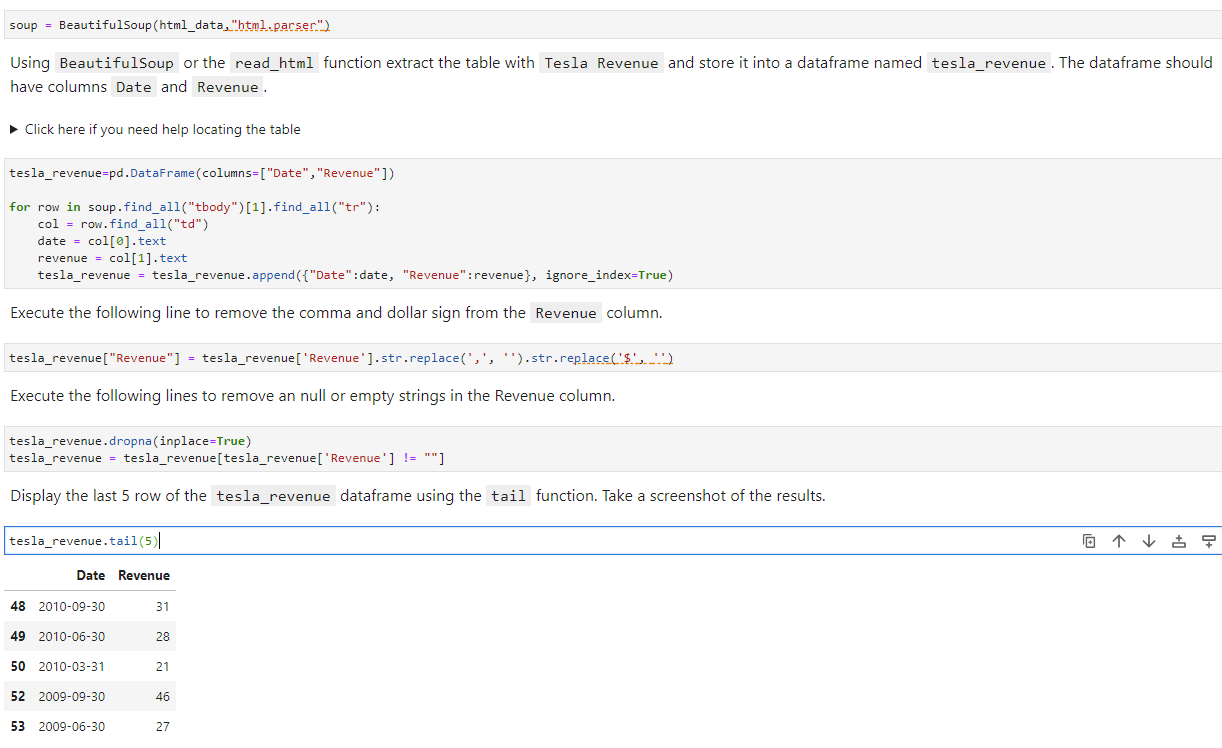 soup = BeautifulSoup(html_data,"html.parser")
Using BeautifulSoup or the read_html function extract the table with Tesla Revenue and store it into a dataframe named tesla_revenue. The dataframe should
have columns Date and Revenue.
▶ Click here if you need help locating the table
tesla_revenue=pd.DataFrame(columns=["Date","Revenue"])
for row in soup.find_all("tbody")[1].find_all("tr"):
    col = row.find_all("td")
    date = col[0].text
    revenue = col[1].text
    tesla_revenue = tesla_revenue.append({"Date":date, "Revenue":revenue}, ignore_index=True)
Execute the following line to remove the comma and dollar sign from the Revenue column.
tesla_revenue["Revenue"] = tesla_revenue['Revenue'].str.replace(',', '').str.replace('$', '')
Execute the following lines to remove an null or empty strings in the Revenue column.
tesla_revenue.dropna(inplace=True)
tesla_revenue = tesla_revenue[tesla_revenue['Revenue'] != ""]
Display the last 5 row of the tesla_revenue dataframe using the tail function. Take a screenshot of the results.
tesla_revenue.tail(5)
Date Revenue
48 2010-09-30 31
49 2010-06-30 28
50 2010-03-31 21
52 2009-09-30 46
53 2009-06-30 27